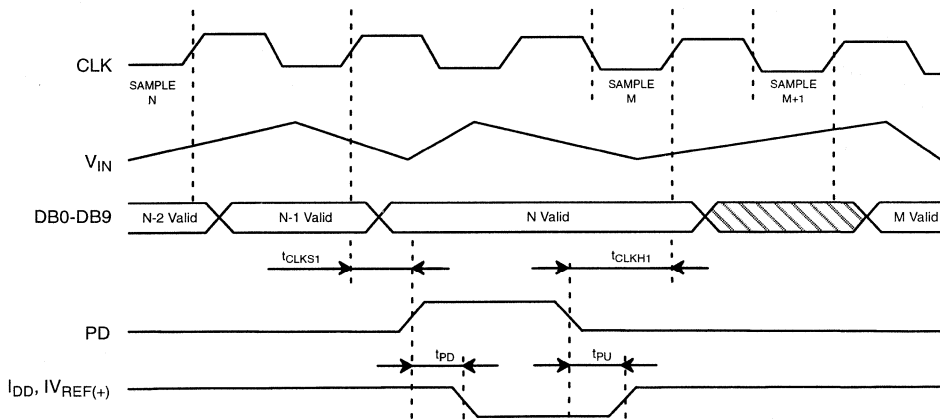 CLK
SAMPLE
N
SAMPLE
M
SAMPLE
M+1
VIN
DB0-DB9
N-2 Valid
N-1 Valid
N Valid
M Valid
tCLKS1
tCLKH1
PD
tPD
tPU
IDD, IVREF(+)